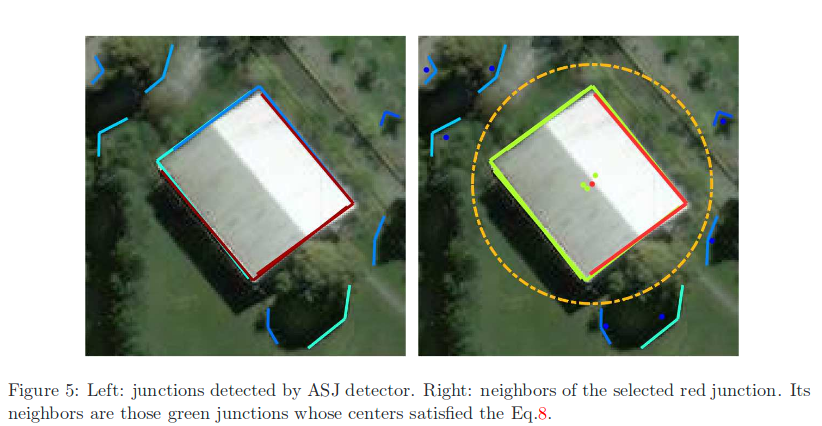 Figure 5: Left: junctions detected by ASJ detector. Right: neighbors of the selected red junction. Its
neighbors are those green junctions whose centers satisfied the Eq.8.